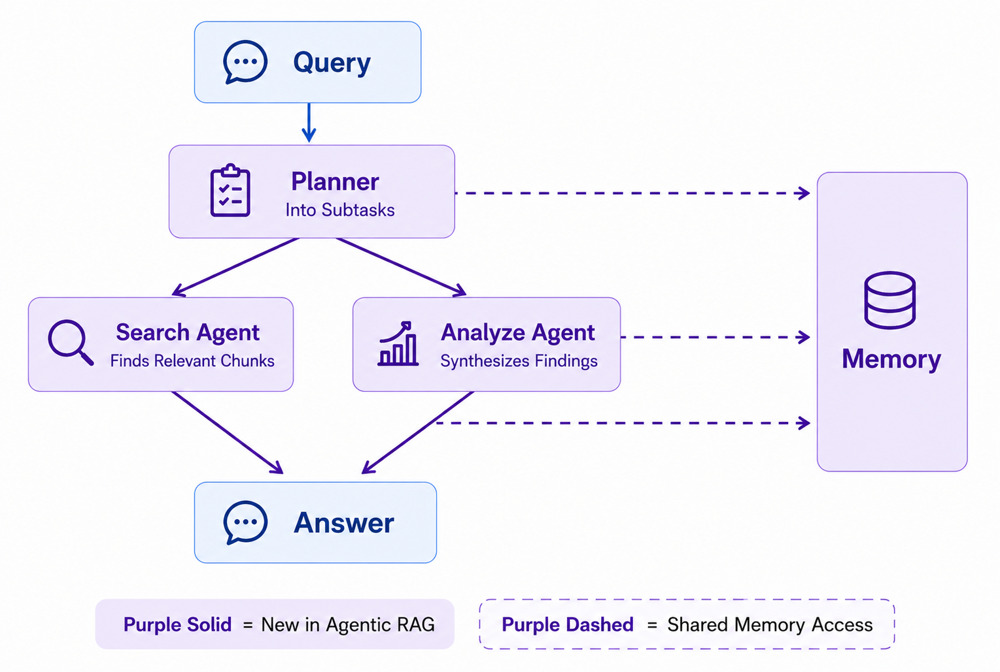 Query
Planner
Into Subtasks
Search Agent
Finds Relevant Chunks
Analyze Agent
Synthesizes Findings
Memory
Answer
Purple Solid = New in Agentic RAG
Purple Dashed = Shared Memory Access